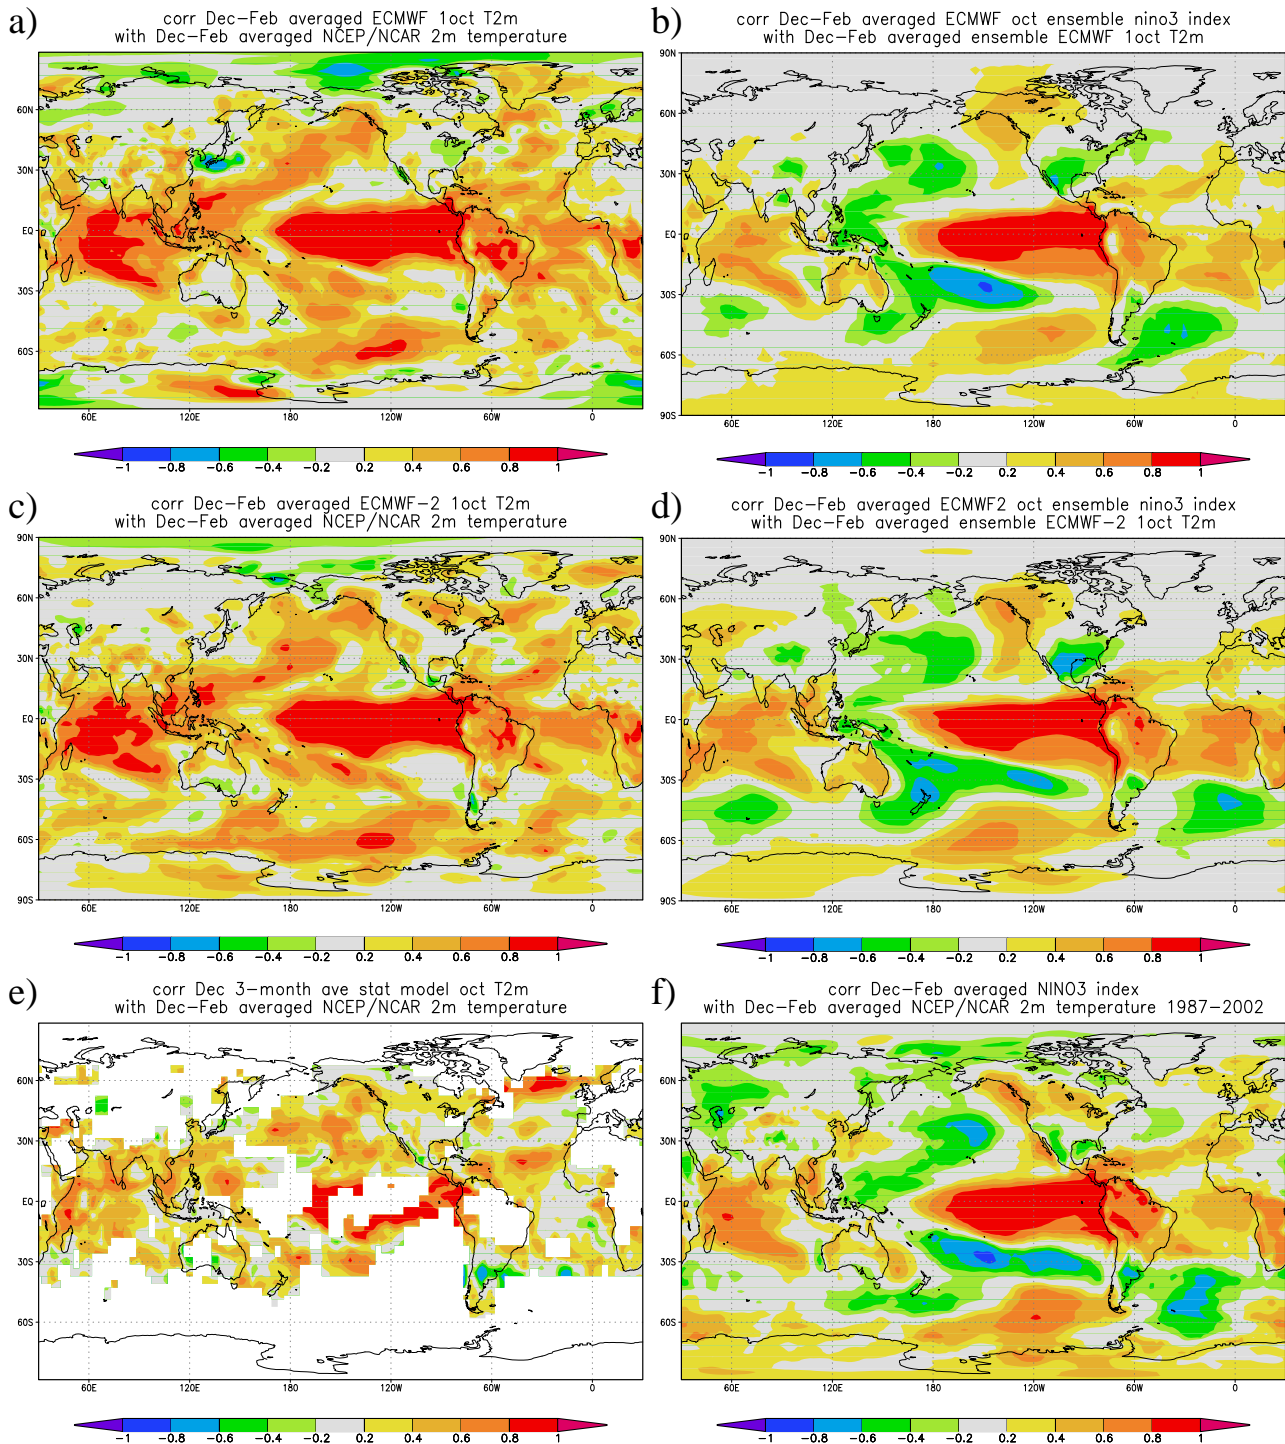 a)
corr Dec-Feb averaged ECMWF 1oct T2m
with Dec-Feb averaged NCEP/NCAR 2m temperature
60N
30N
EQ
30S
60S
60E 120E 180 120W 60W 0
-1 -0.8 -0.6 -0.4 -0.2 0.2 0.4 0.6 0.8 1
b)
corr Dec-Feb averaged ECMWF oct ensemble nino3 index
with Dec-Feb averaged ensemble ECMWF 1oct T2m
90N
60N
30N
EQ
30S
60S
90S
60E 120E 180 120W 60W 0
-1 -0.8 -0.6 -0.4 -0.2 0.2 0.4 0.6 0.8 1
c)
corr Dec-Feb averaged ECMWF-2 1oct T2m
with Dec-Feb averaged NCEP/NCAR 2m temperature
90N
60N
30N
EQ
30S
60S
90S
60E 120E 180 120W 60W 0
-1 -0.8 -0.6 -0.4 -0.2 0.2 0.4 0.6 0.8 1
d)
corr Dec-Feb averaged ECMWF2 oct ensemble nino3 index
with Dec-Feb averaged ensemble ECMWF-2 1oct T2m
90N
60N
30N
EQ
30S
60S
90S
60E 120E 180 120W 60W 0
-1 -0.8 -0.6 -0.4 -0.2 0.2 0.4 0.6 0.8 1
e)
corr Dec 3-month ave stat model oct T2m
with Dec-Feb averaged NCEP/NCAR 2m temperature
60N
30N
EQ
30S
60S
60E 120E 180 120W 60W 0
-1 -0.8 -0.6 -0.4 -0.2 0.2 0.4 0.6 0.8 1
f)
corr Dec-Feb averaged NINO3 index
with Dec-Feb averaged NCEP/NCAR 2m temperature 1987-2002
60N
30N
EQ
30S
60S
60E 120E 180 120W 60W 0
-1 -0.8 -0.6 -0.4 -0.2 0.2 0.4 0.6 0.8 1